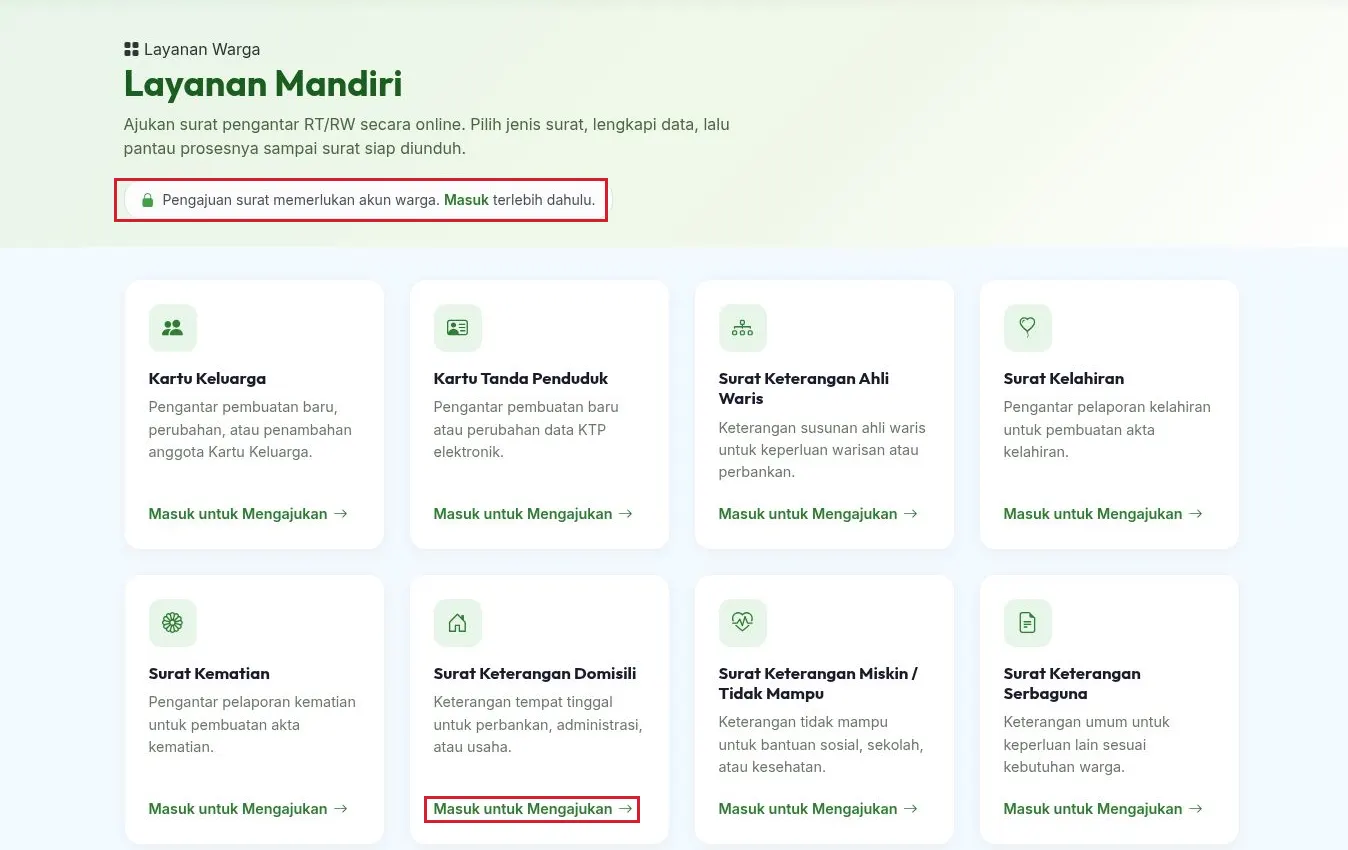 Layanan Warga
Layanan Mandiri
Ajukan surat pengantar RT/RW secara online. Pilih jenis surat, lengkapi data, lalu
pantau prosesnya sampai surat siap diunduh.
Pengajuan surat memerlukan akun warga. Masuk terlebih dahulu.
Kartu Keluarga
Pengantar pembuatan baru,
perubahan, atau penambahan
anggota Kartu Keluarga.
Masuk untuk Mengajukan →
Kartu Tanda Penduduk
Pengantar pembuatan baru
atau perubahan data KTP
elektronik.
Masuk untuk Mengajukan →
Surat Keterangan Ahli
Waris
Keterangan susunan ahli waris
untuk keperluan warisan atau
perbankan.
Masuk untuk Mengajukan →
Surat Kelahiran
Pengantar pelaporan kelahiran
untuk pembuatan akta
kelahiran.
Masuk untuk Mengajukan →
Surat Kematian
Pengantar pelaporan kematian
untuk pembuatan akta
kematian.
Masuk untuk Mengajukan →
Surat Keterangan Domisili
Keterangan tempat tinggal
untuk perbankan, administrasi,
atau usaha.
Masuk untuk Mengajukan →
Surat Keterangan Miskin /
Tidak Mampu
Keterangan tidak mampu
untuk bantuan sosial, sekolah,
atau kesehatan.
Masuk untuk Mengajukan →
Surat Keterangan
Serbaguna
Keterangan umum untuk
keperluan lain sesuai
kebutuhan warga.
Masuk untuk Mengajukan →